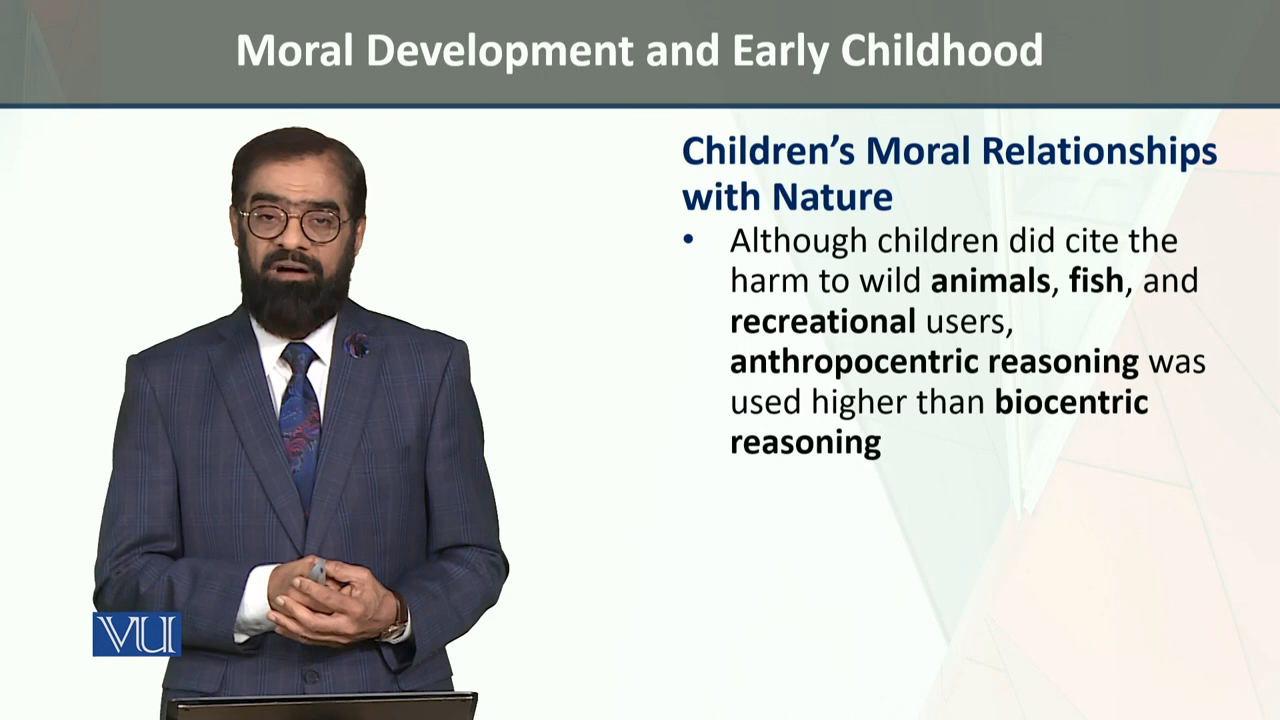 Moral Development and Early Childhood
Children’s Moral Relationships
with Nature
• Although children did cite the
harm to wild animals, fish, and
recreational users,
anthropocentric reasoning was
used higher than biocentric
reasoning
VU